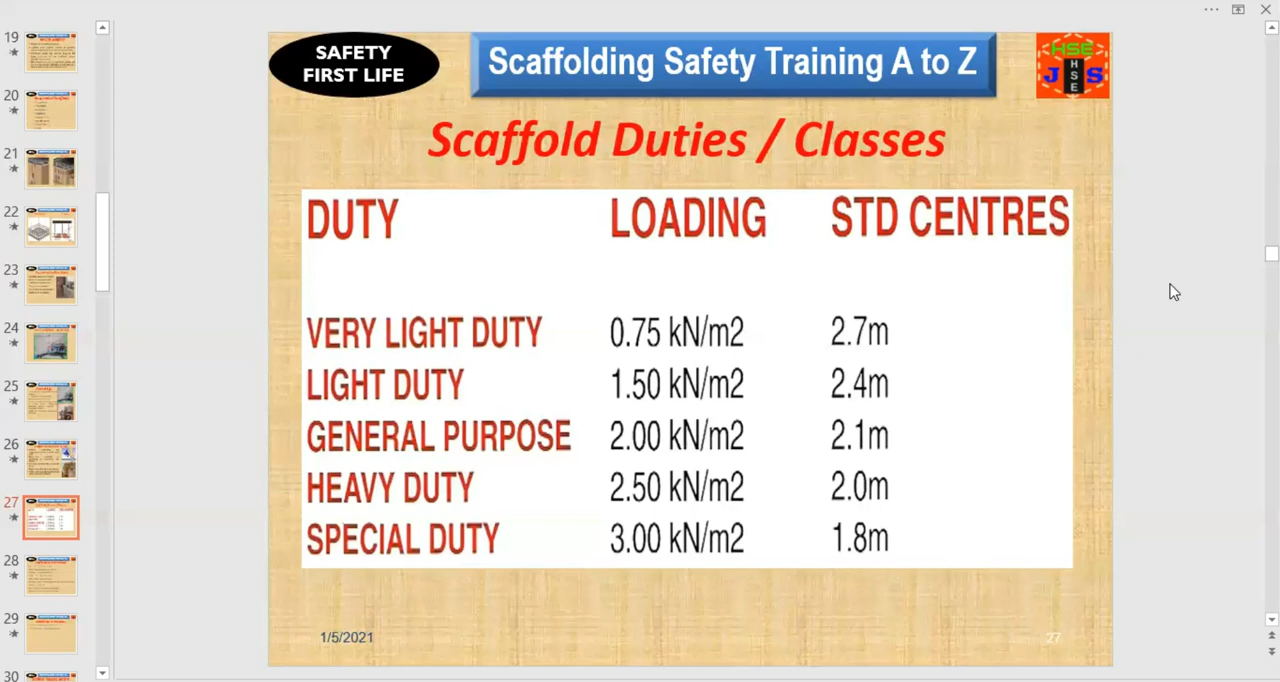 SAFETY
FIRST LIFE
Scaffolding Safety Training A to Z
HSE
J S
H
S
E
Scaffold Duties / Classes
DUTY LOADING STD CENTRES
VERY LIGHT DUTY 0.75 kN/m2 2.7m
LIGHT DUTY 1.50 kN/m2 2.4m
GENERAL PURPOSE 2.00 kN/m2 2.1m
HEAVY DUTY 2.50 kN/m2 2.0m
SPECIAL DUTY 3.00 kN/m2 1.8m
1/5/2021 27
19
20
21
22
23
24
25
26
27
28
29
30